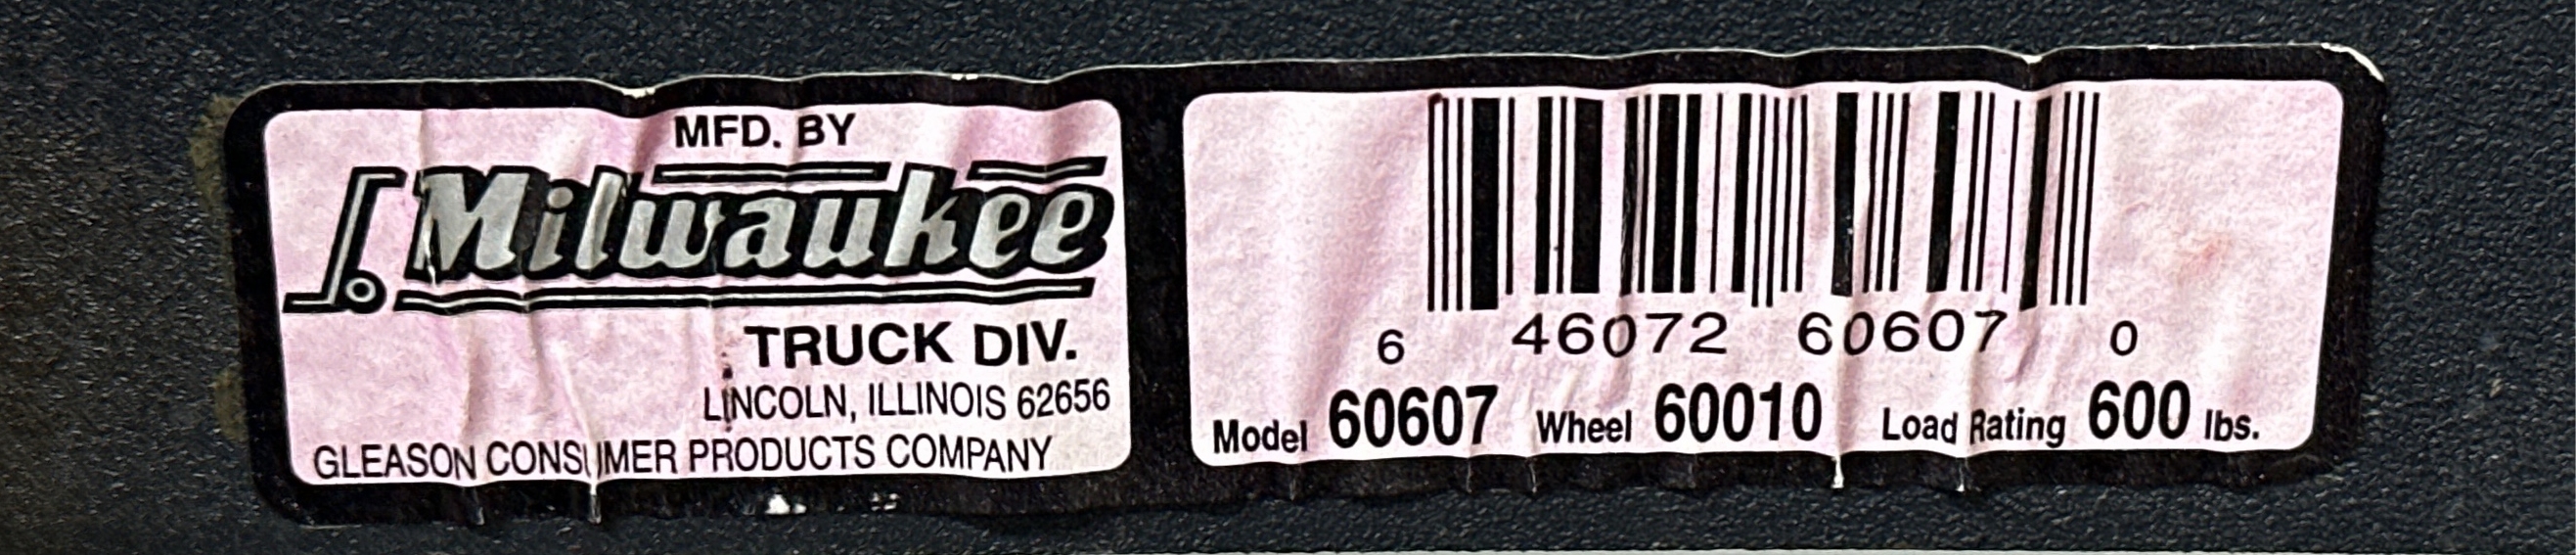 MFD. BY
Milwaukee
TRUCK DIV.
LINCOLN, ILLINOIS 62656
GLEASON CONSUMER PRODUCTS COMPANY
6 46072 60607 0
Model 60607 Wheel 60010 Load Rating 600 lbs.